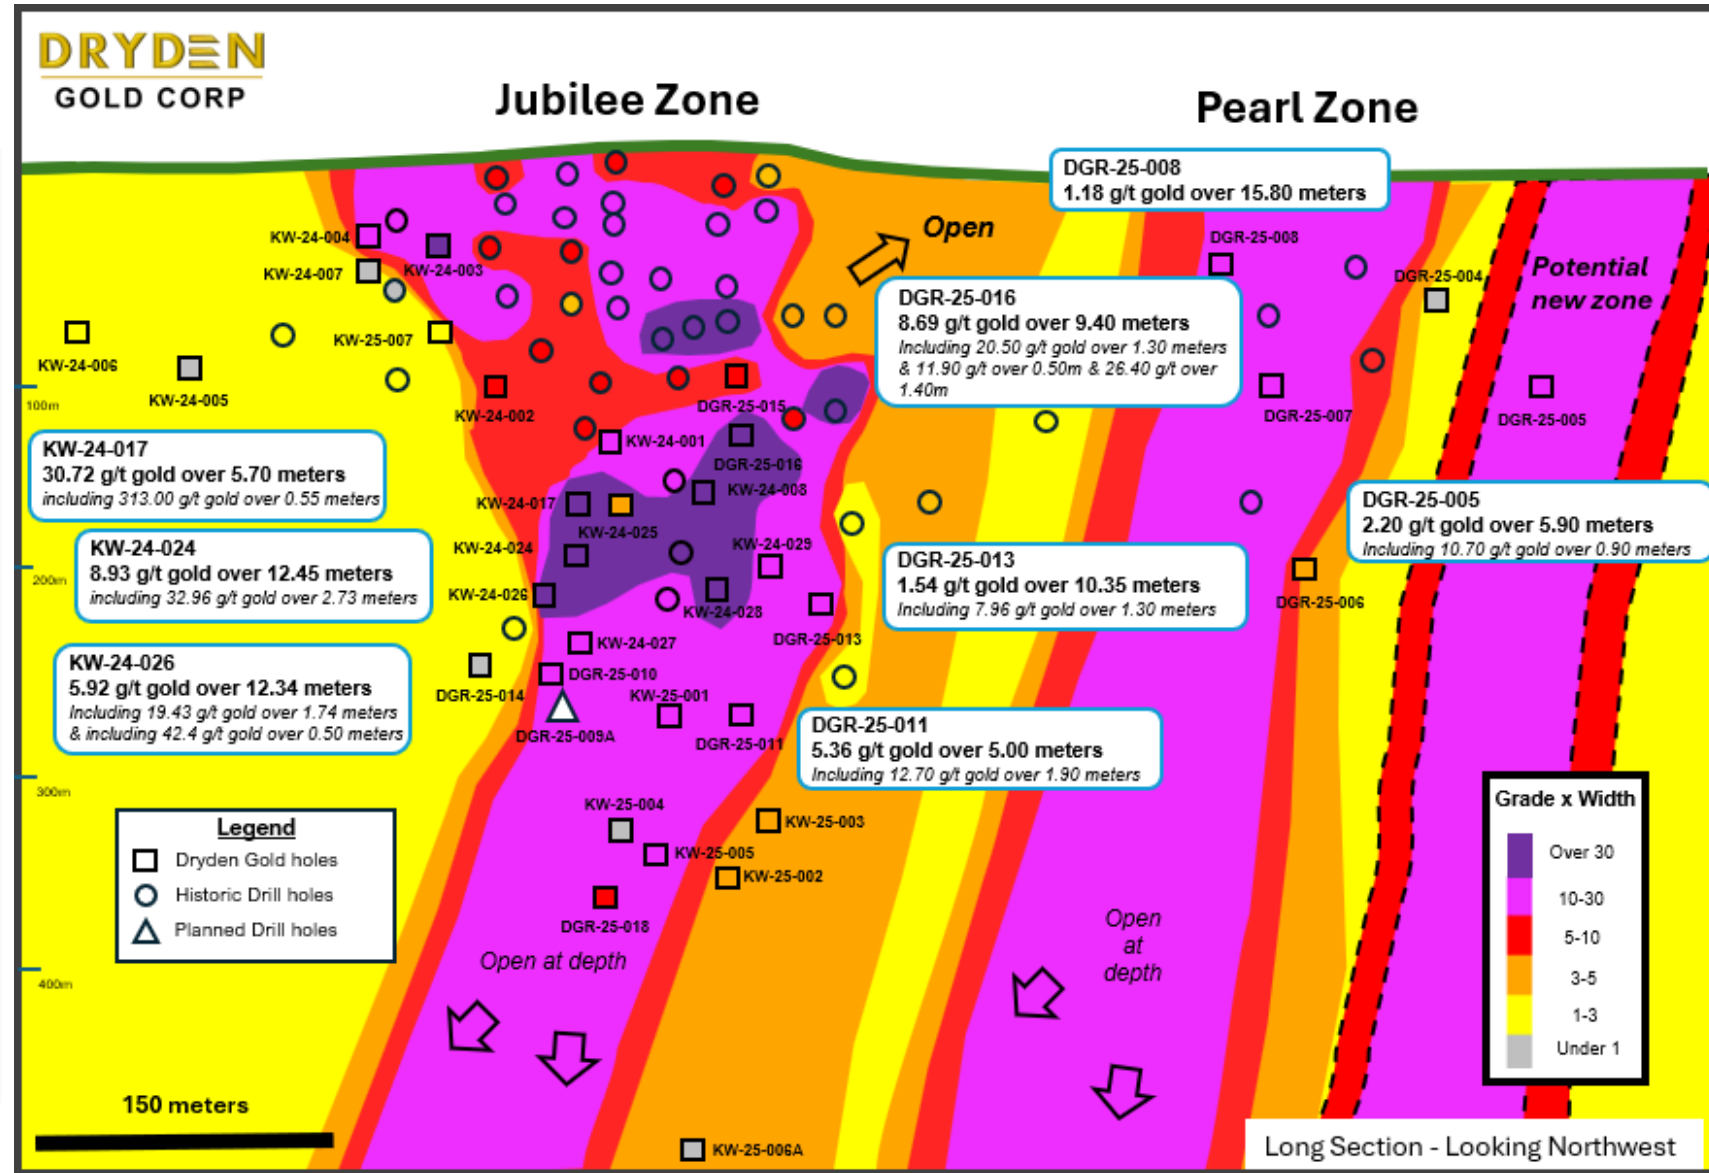 DRYDEN
GOLD CORP
Jubilee Zone
Pearl Zone
DGR-25-008
1.18 g/t gold over 15.80 meters
Open
KW-24-004
KW-24-007
KW-24-003
DGR-25-008
DGR-25-004
Potential
new zone
DGR-25-016
8.69 g/t gold over 9.40 meters
Including 20.50 g/t gold over 1.30 meters
& 11.90 g/t over 0.50m & 26.40 g/t over
1.40m
KW-25-007
KW-24-006
KW-24-005
100m
KW-24-002
DGR-25-015
DGR-25-007
DGR-25-005
KW-24-001
KW-24-017
30.72 g/t gold over 5.70 meters
including 313.00 g/t gold over 0.55 meters
DGR-25-016
KW-24-008
KW-24-017
KW-24-025
DGR-25-005
2.20 g/t gold over 5.90 meters
Including 10.70 g/t gold over 0.90 meters
KW-24-024
8.93 g/t gold over 12.45 meters
including 32.96 g/t gold over 2.73 meters
KW-24-024
KW-24-029
DGR-25-013
1.54 g/t gold over 10.35 meters
Including 7.96 g/t gold over 1.30 meters
200m
KW-24-026
KW-24-028
DGR-25-006
DGR-25-013
KW-24-027
KW-24-026
5.92 g/t gold over 12.34 meters
Including 19.43 g/t gold over 1.74 meters
& including 42.4 g/t gold over 0.50 meters
DGR-25-014
DGR-25-010
KW-25-001
DGR-25-009A
DGR-25-011
DGR-25-011
5.36 g/t gold over 5.00 meters
Including 12.70 g/t gold over 1.90 meters
300m
KW-25-004
KW-25-003
KW-25-005
KW-25-002
DGR-25-018
Legend
Dryden Gold holes
Historic Drill holes
Planned Drill holes
Grade x Width
Over 30
10-30
5-10
3-5
1-3
Under 1
Open at depth
Open
at
depth
400m
150 meters
KW-25-006A
Long Section - Looking Northwest